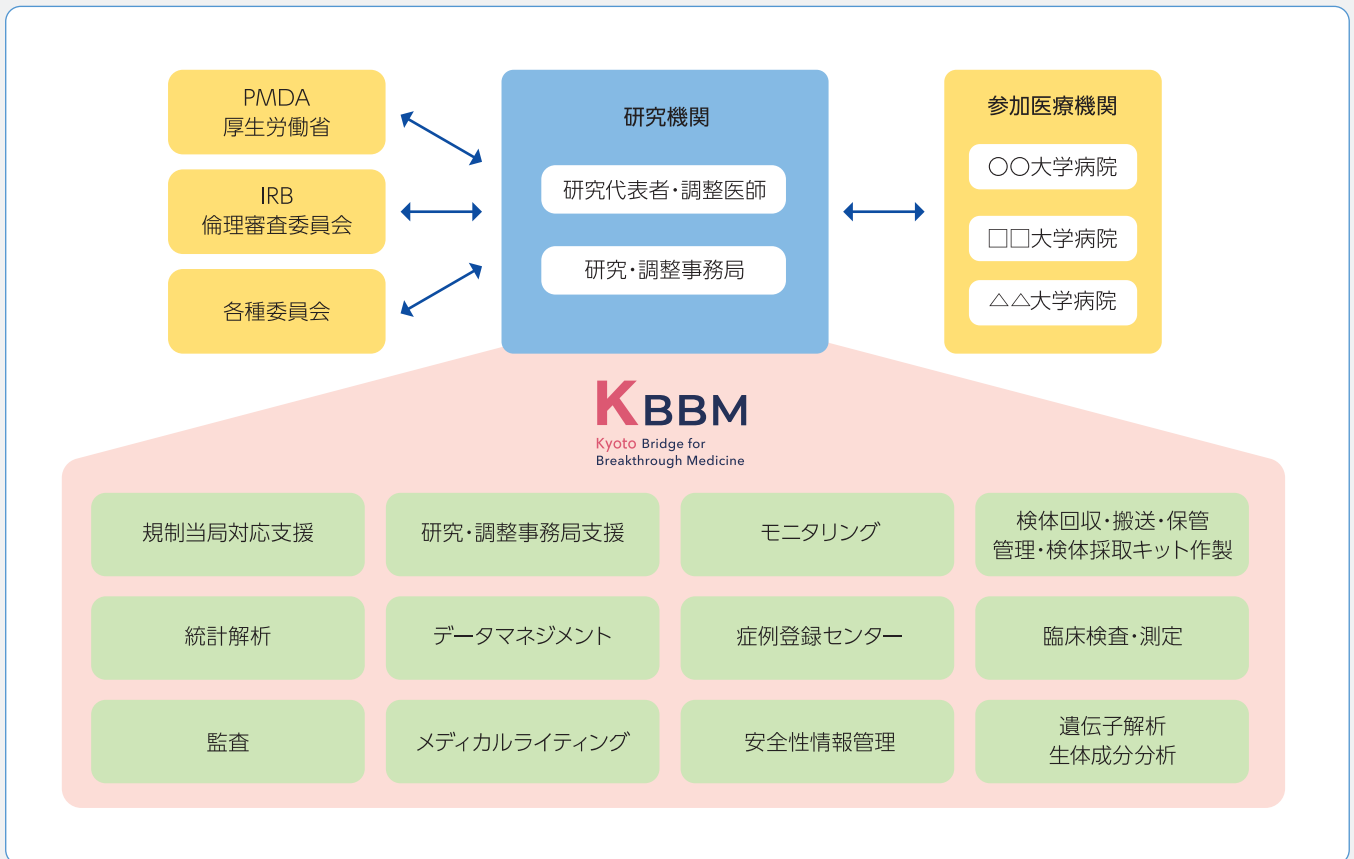 PMDA
厚生労働省
IRB
倫理審査委員会
各種委員会
研究機関
研究代表者・調整医師
研究・調整事務局
参加医療機関
〇〇大学病院
□□大学病院
△△大学病院
KBBM
Kyoto Bridge for
Breakthrough Medicine
規制当局対応支援
研究・調整事務局支援
モニタリング
検体回収・搬送・保管
管理・検体採取キット作製
統計解析
データマネジメント
症例登録センター
臨床検査・測定
監査
メディカルライティング
安全性情報管理
遺伝子解析
生体成分分析